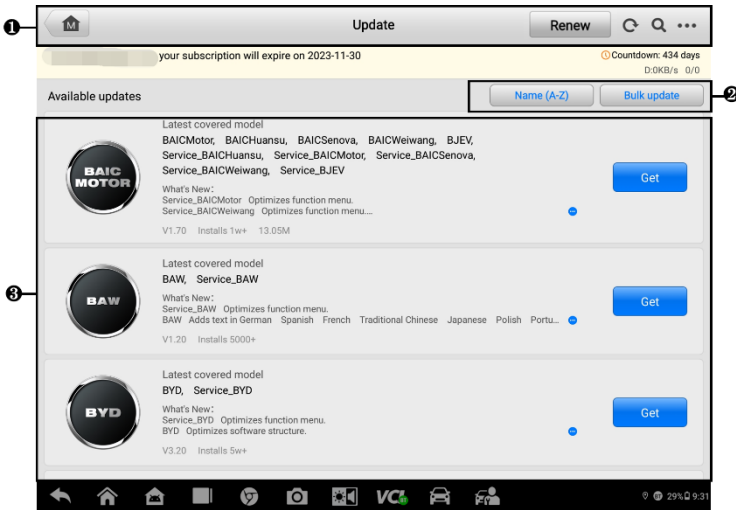 ❶
M
Update
Renew
your subscription will expire on 2023-11-30
Countdown: 434 days
D:0KB/s 0/0
Available updates
Name (A-Z)
Bulk update
❷
❸
Latest covered model
BAICMotor, BAICHuansu, BAICSenova, BAICWeiwang, BJEV,
Service_BAICHuansu, Service_BAICMotor, Service_BAICSenova,
Service_BAICWeiwang, Service_BJEV
BAIC
MOTOR
What's New:
Service_BAICMotor Optimizes function menu.
Service_BAICWeiwang Optimizes function menu....
V1.70 Installs 1w+ 13.05M
Get
Latest covered model
BAW, Service_BAW
BAW
What's New:
Service_BAW Optimizes function menu.
BAW Adds text in German Spanish French Traditional Chinese Japanese Polish Portu...
V1.20 Installs 5000+
Get
Latest covered model
BYD, Service_BYD
BYD
What's New:
Service_BYD Optimizes function menu.
BYD Optimizes software structure.
V3.20 Installs 5w+
Get
VCI
29% 9:31